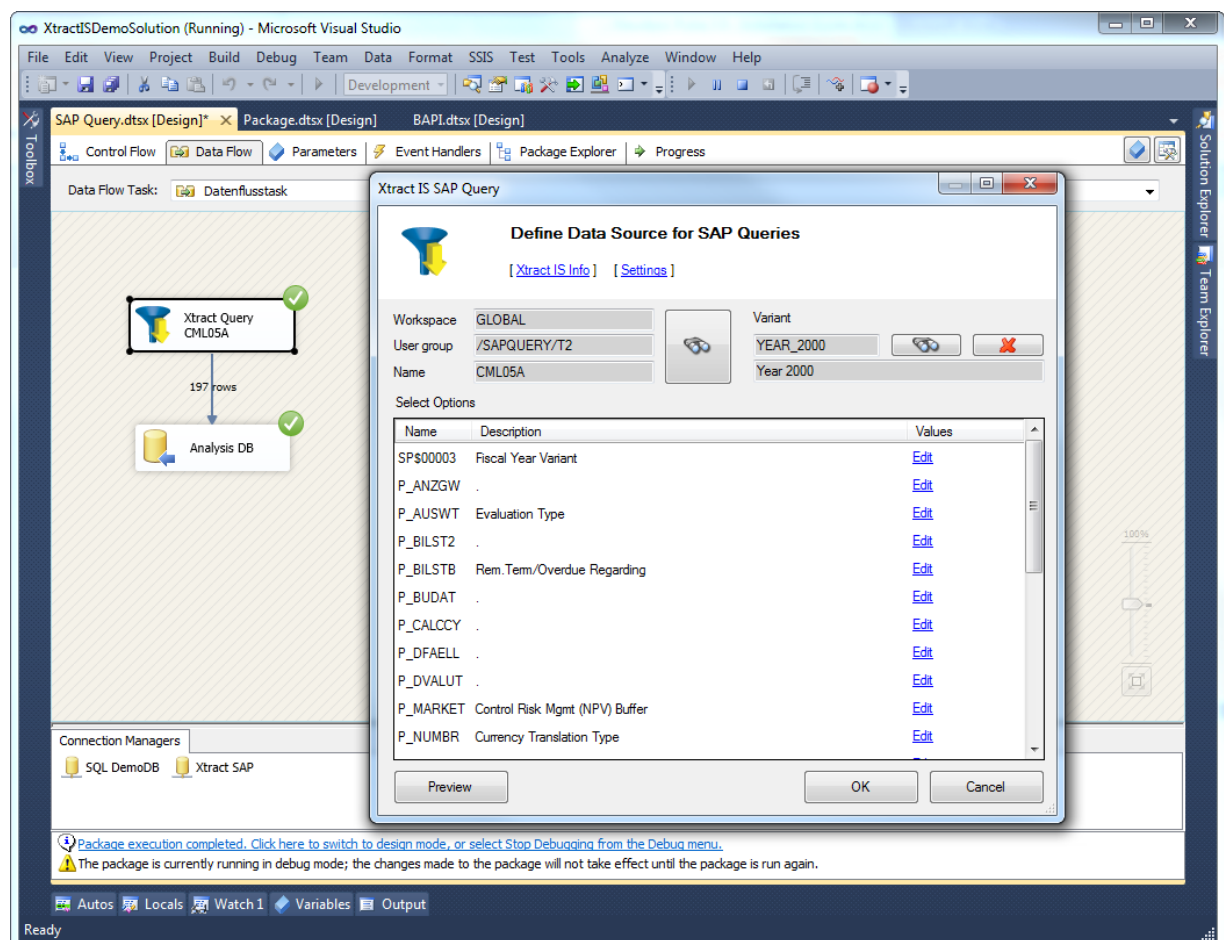 XtractISDemoSolution (Running) - Microsoft Visual Studio
File Edit View Project Build Debug Team Data Format SSIS Test Tools Analyze Window Help
Development
SAP Query.dtsx [Design]* Package.dtsx [Design] BAPI.dtsx [Design]
Toolbox
Control Flow Data Flow Parameters Event Handlers Package Explorer Progress
Solution Explorer
Team Explorer
Data Flow Task: Datenflusstask
Xtract Query
CML05A
197 rows
Analysis DB
100%
Xtract IS SAP Query
Define Data Source for SAP Queries
[ Xtract IS Info ] [ Settings ]
Workspace GLOBAL Variant
User group /SAPQUERY/T2 YEAR_2000
Name CML05A Year 2000
Select Options
Name Description Values
SP$00003 Fiscal Year Variant Edit
P_ANZGW . Edit
P_AUSWT Evaluation Type Edit
P_BILST2 . Edit
P_BILSTB Rem.Term/Overdue Regarding Edit
P_BUDAT . Edit
P_CALCCY . Edit
P_DFAELL . Edit
P_DVALUT . Edit
P_MARKET Control Risk Mgmt (NPV) Buffer Edit
P_NUMBR Currency Translation Type Edit
Preview OK Cancel
Connection Managers
SQL DemoDB Xtract SAP
Package execution completed. Click here to switch to design mode, or select Stop Debugging from the Debug menu.
The package is currently running in debug mode; the changes made to the package will not take effect until the package is run again.
Autos Locals Watch 1 Variables Output
Ready